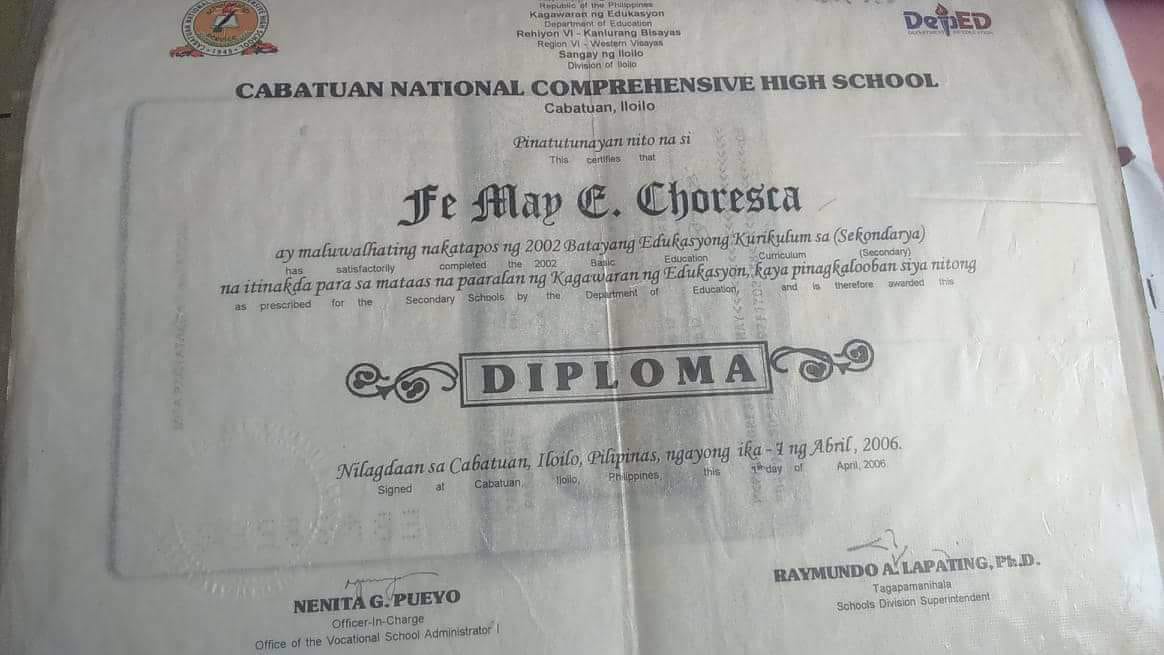 Republic of the Philippines
Kagawaran ng Edukasyon
Department of Education
Rehiyon VI - Kanlurang Bisayas
Region VI - Western Visayas
Sangay ng Iloilo
Division of Iloilo
DepED
DEPARTMENT OF EDUCATION
1945
CABATUAN NATIONAL COMPREHENSIVE HIGH SCHOOL
Cabatuan, Iloilo
Pinatutunayan nito na si
This certifies that
Fe May E. Choresca
ay maluwalhating nakatapos ng 2002 Batayang Edukasyong Kurikulum sa (Sekondarya)
has satisfactorily completed the 2002 Basic Education Curriculum (Secondary)
na itinakda para sa mataas na paaralan ng Kagawaran ng Edukasyon, kaya pinagkalooban siya nitong
as prescribed for the Secondary Schools by the Department of Education, and is therefore awarded this
DIPLOMA
Nilagdaan sa Cabatuan, Iloilo, Pilipinas, ngayong ika - 7 ng Abril, 2006.
Signed at Cabatuan, Iloilo, Philippines, this 7th day of April, 2006.
NENITA G. PUEYO
Officer-In-Charge
Office of the Vocational School Administrator I
RAYMUNDO A. LAPATING, Ph.D.
Tagapamanihala
Schools Division Superintendent